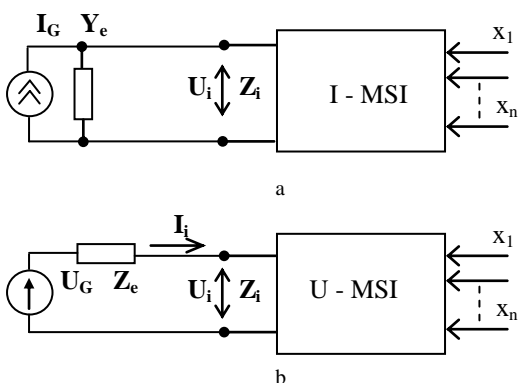 I_G Y_e
x_1
U_i Z_i
I - MSI
x_n
a
I_i
x_1
U_G Z_e
U_i Z_i
U - MSI
x_n
b